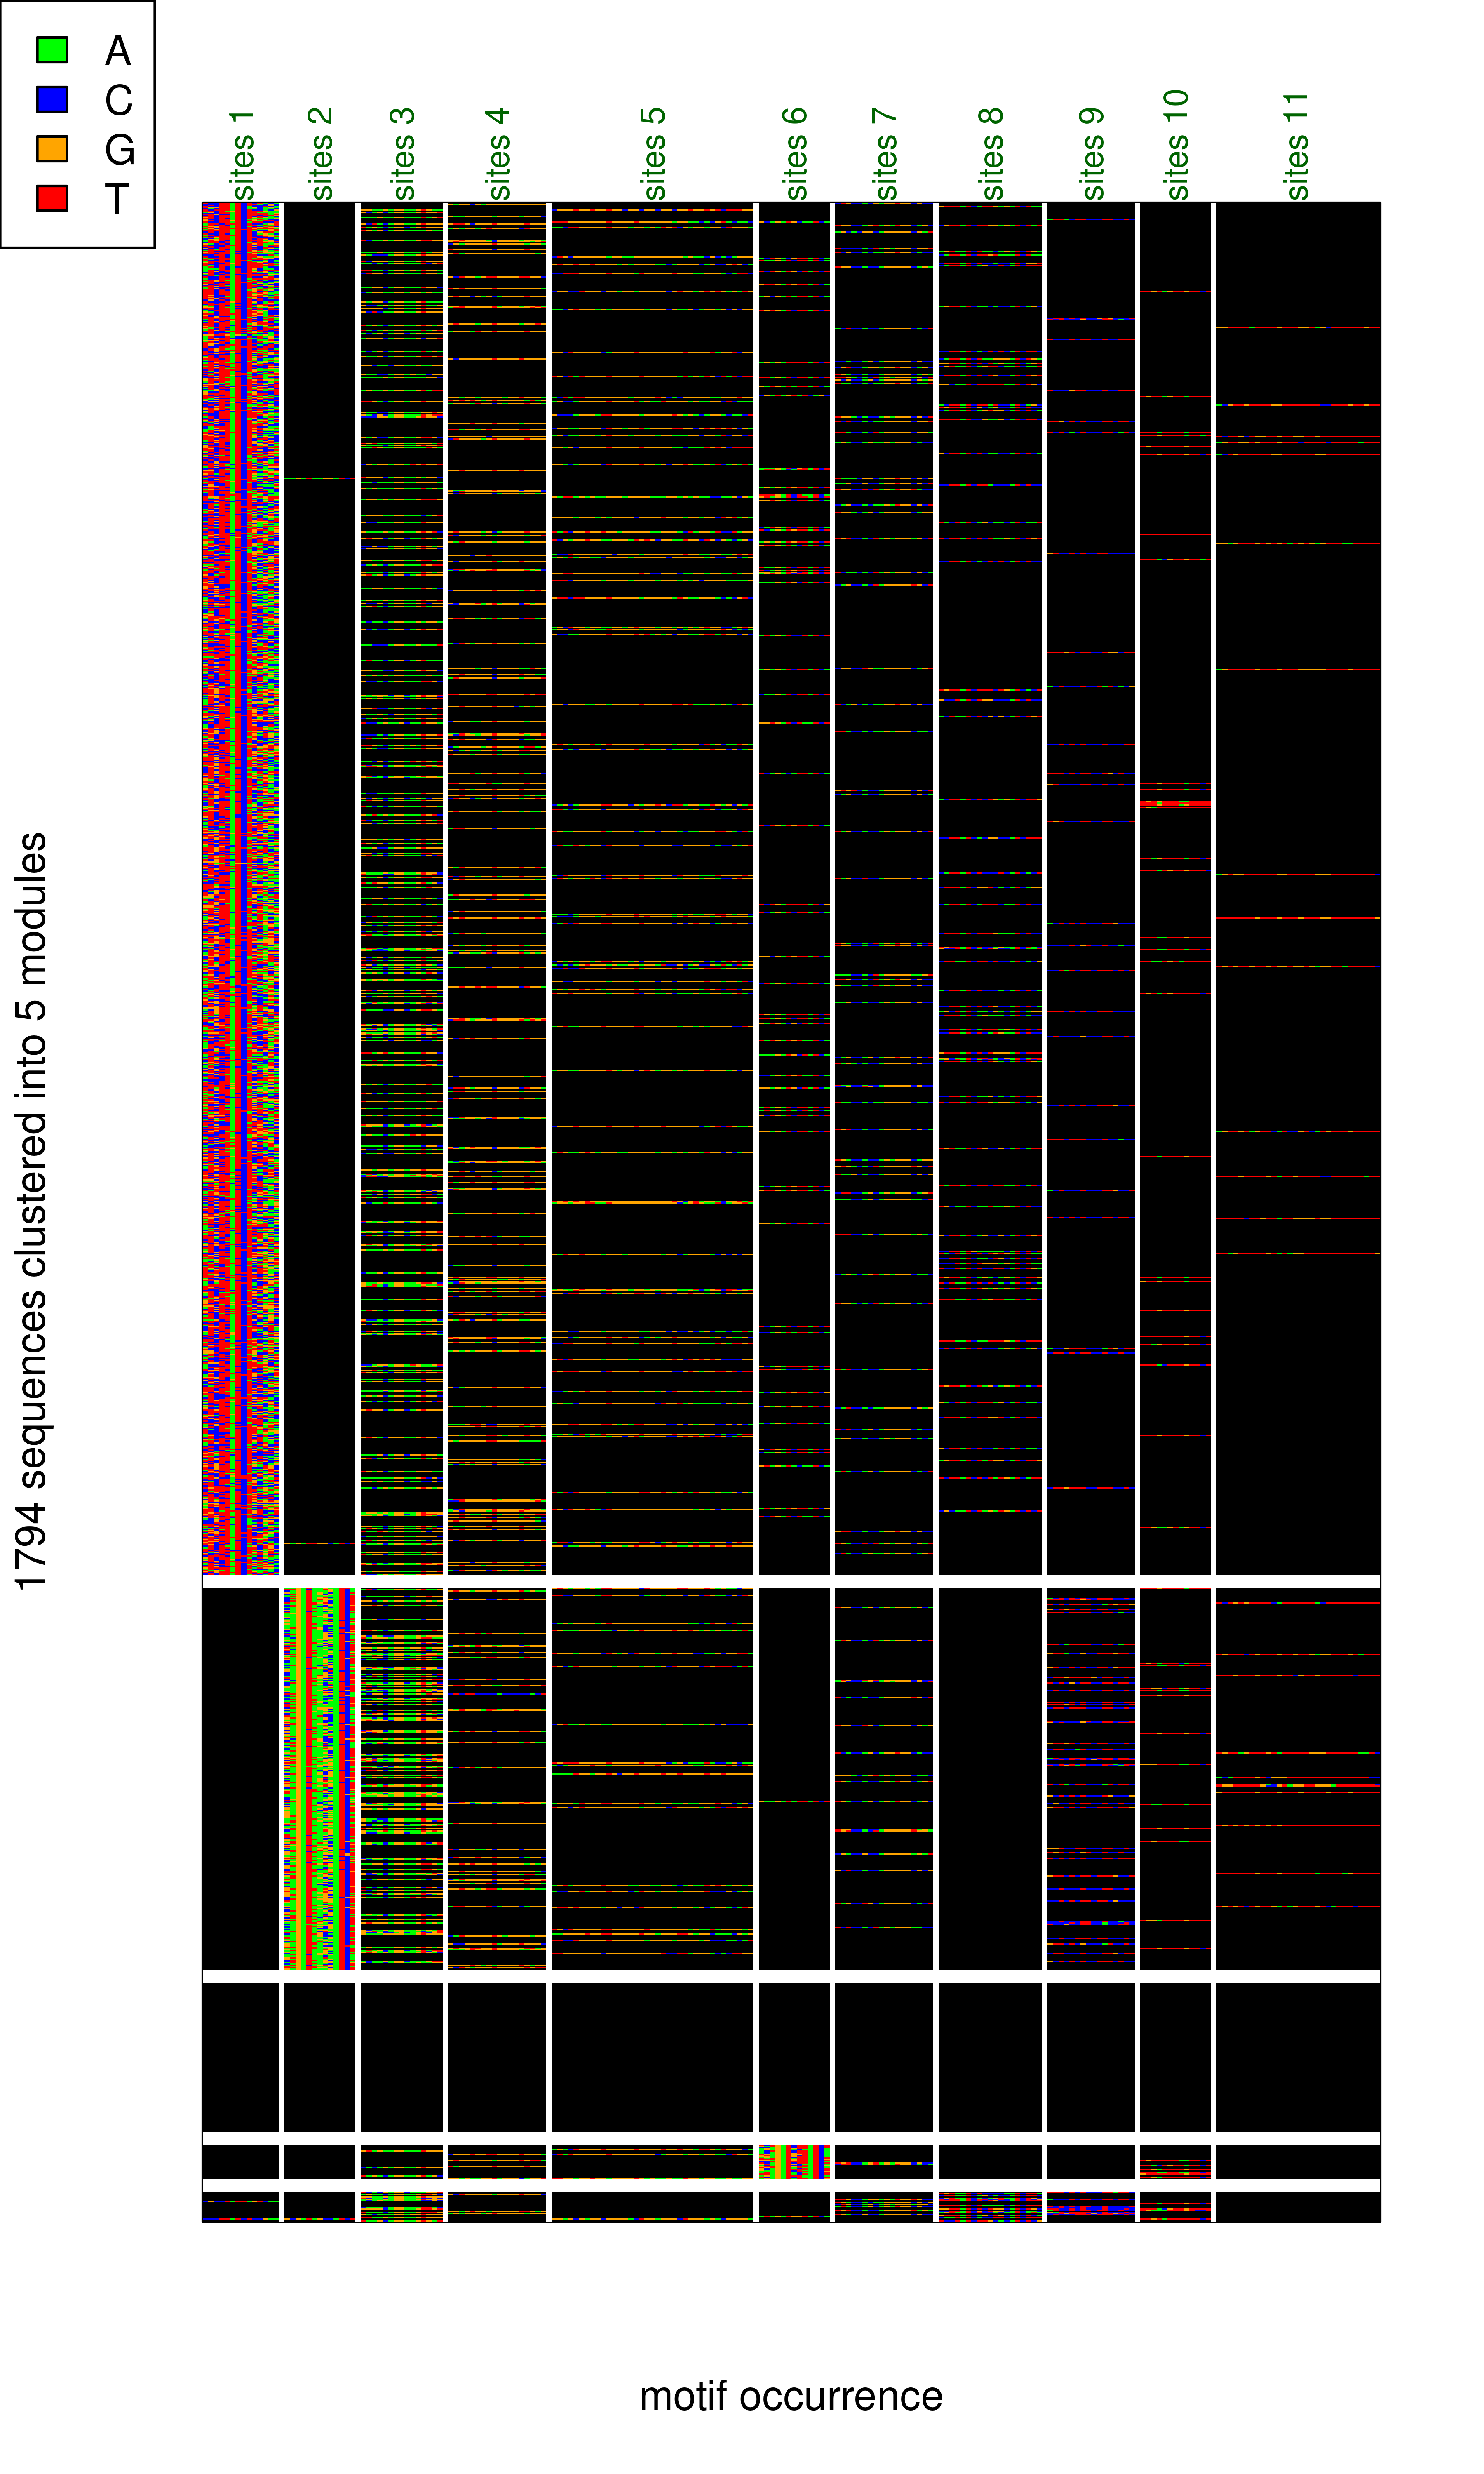 A
C
G
T
sites 1
sites 2
sites 3
sites 4
sites 5
sites 6
sites 7
sites 8
sites 9
sites 10
sites 11
1794 sequences clustered into 5 modules
motif occurrence